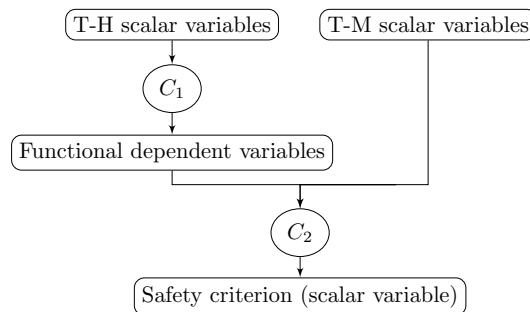 T-H scalar variables
T-M scalar variables
C₁
Functional dependent variables
C₂
Safety criterion (scalar variable)